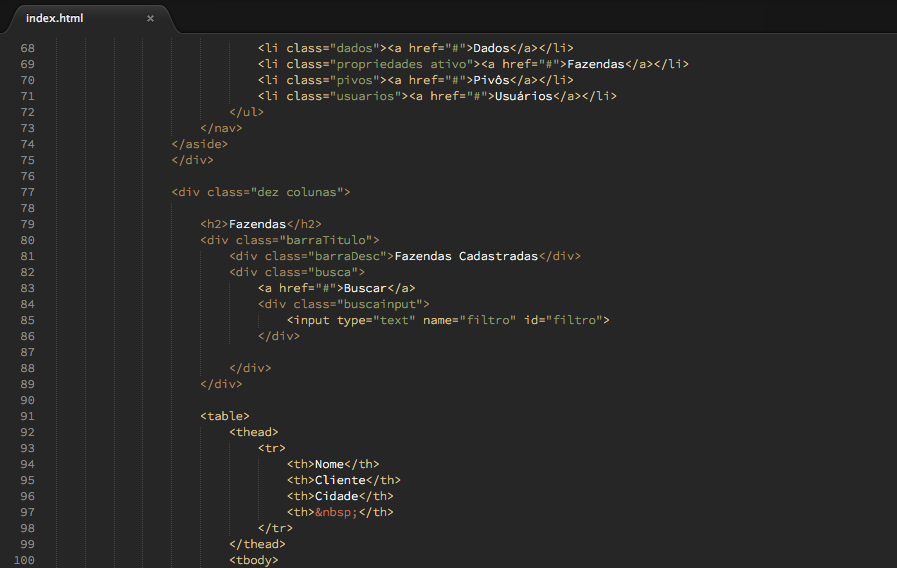 index.html ×
68 <li class="dados"><a href="#">Dados</a></li>
69 <li class="propriedades ativo"><a href="#">Fazendas</a></li>
70 <li class="pivos"><a href="#">Pivôs</a></li>
71 <li class="usuarios"><a href="#">Usuários</a></li>
72 </ul>
73 </nav>
74 </aside>
75 </div>
76
77 <div class="dez colunas">
78
79 <h2>Fazendas</h2>
80 <div class="barraTitulo">
81 <div class="barraDesc">Fazendas Cadastradas</div>
82 <div class="busca">
83 <a href="#">Buscar</a>
84 <div class="buscainput">
85 <input type="text" name="filtro" id="filtro">
86 </div>
87
88 </div>
89 </div>
90
91 <table>
92 <thead>
93 <tr>
94 <th>Nome</th>
95 <th>Cliente</th>
96 <th>Cidade</th>
97 <th>&nbsp;</th>
98 </tr>
99 </thead>
100 <tbody>